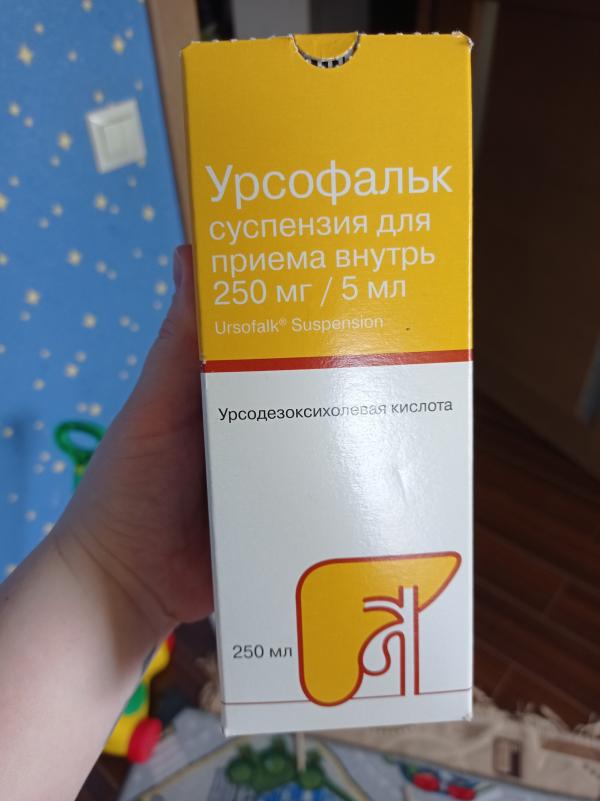 Урсофальк
суспензия для
приема внутрь
250 мг / 5 мл
Ursofalk® Suspension
Урсодезоксихолевая кислота
250 мл